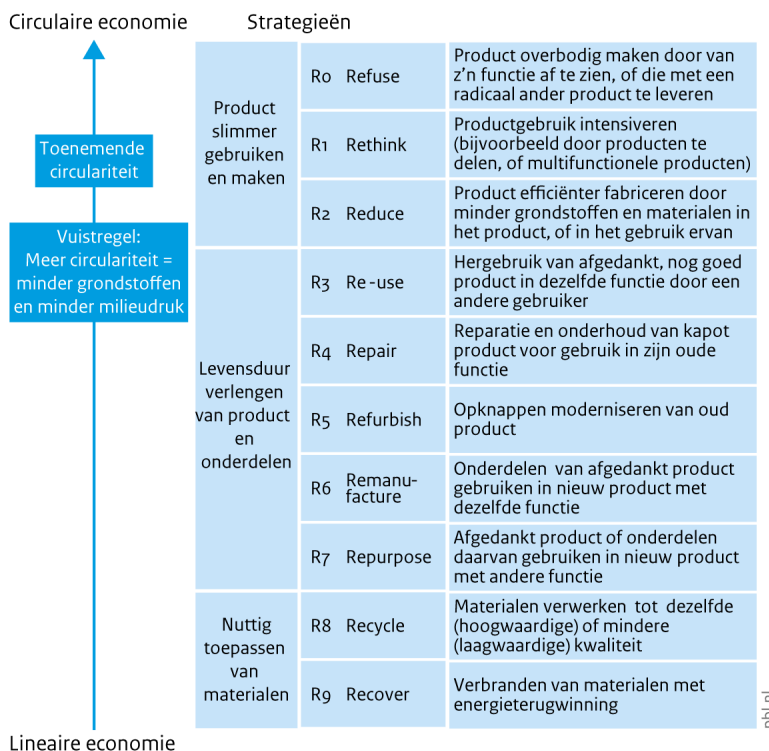 Circulaire economie
Strategieën
Toenemende
circulariteit
Vuistregel:
Meer circulariteit =
minder grondstoffen
en minder milieudruk
Lineaire economie
Product
slimmer
gebruiken
en maken
R0 Refuse
Product overbodig maken door van
z’n functie af te zien, of die met een
radicaal ander product te leveren
R1 Rethink
Productgebruik intensiveren
(bijvoorbeeld door producten te
delen, of multifunctionele producten)
R2 Reduce
Product efficiënter fabriceren door
minder grondstoffen en materialen in
het product, of in het gebruik ervan
Levensduur
verlengen
van product
en
onderdelen
R3 Re-use
Hergebruik van afgedankt, nog goed
product in dezelfde functie door een
andere gebruiker
R4 Repair
Reparatie en onderhoud van kapot
product voor gebruik in zijn oude
functie
R5 Refurbish
Opknappen moderniseren van oud
product
R6 Remanu-
facture
Onderdelen van afgedankt product
gebruiken in nieuw product met
dezelfde functie
R7 Repurpose
Afgedankt product of onderdelen
daarvan gebruiken in nieuw product
met andere functie
Nuttig
toepassen
van
materialen
R8 Recycle
Materialen verwerken tot dezelfde
(hoogwaardige) of mindere
(laagwaardige) kwaliteit
R9 Recover
Verbranden van materialen met
energieterugwinning
pbl.nl